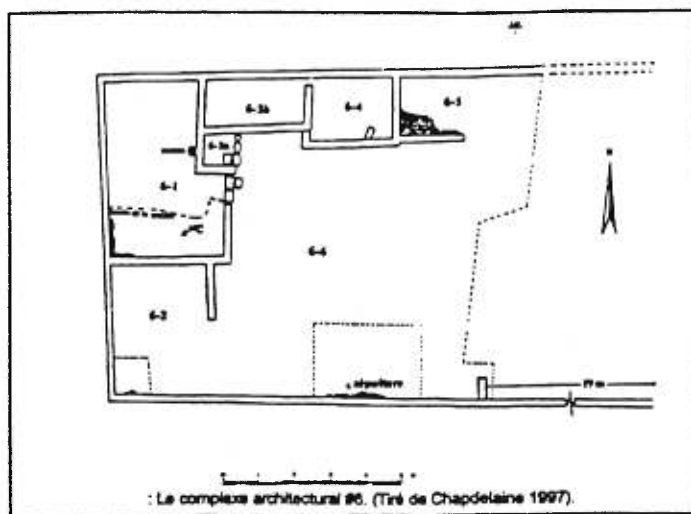 6-3b
6-4
6-5
6-3a
6-1
6-6
6-2
sépulture
19 m
: Le complexe architectural #6. (Tiré de Chapdelaine 1997).